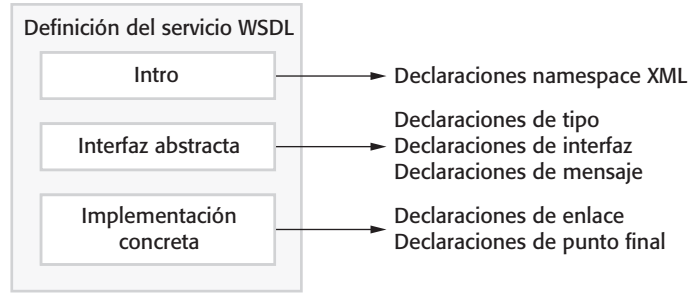 Definición del servicio WSDL
Intro
Declaraciones namespace XML
Interfaz abstracta
Declaraciones de tipo
Declaraciones de interfaz
Declaraciones de mensaje
Implementación
concreta
Declaraciones de enlace
Declaraciones de punto final